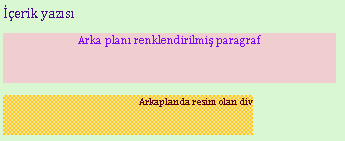 İçerik yazısı
Arka planı renklendirilmiş paragraf
Arkaplanda resim olan div